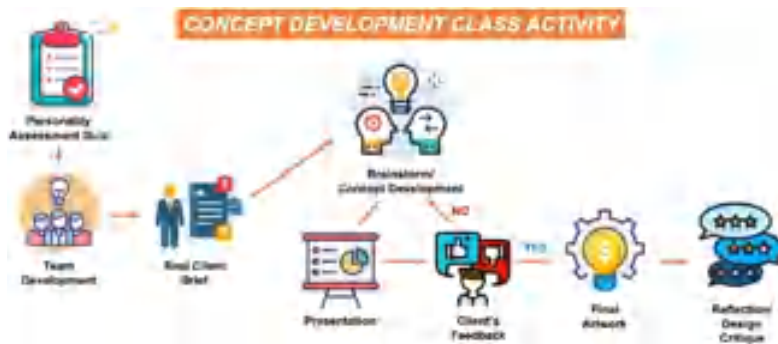 CONCEPT DEVELOPMENT CLASS ACTIVITY
Personality
Assessment Quiz
Team
Development
Real Client
Brief
Brainstorm/
Concept Development
NO
Presentation
Client's
Feedback
YES
Final
Artwork
Reflection
Design
Critique